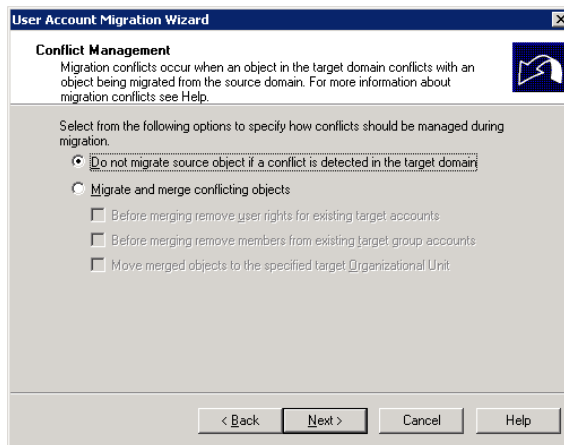 User Account Migration Wizard
Conflict Management
Migration conflicts occur when an object in the target domain conflicts with an
object being migrated from the source domain. For more information about
migration conflicts see Help.
Select from the following options to specify how conflicts should be managed during
migration.
Do not migrate source object if a conflict is detected in the target domain
Migrate and merge conflicting objects
Before merging remove user rights for existing target accounts
Before merging remove members from existing target group accounts
Move merged objects to the specified target Organizational Unit
< Back
Next >
Cancel
Help